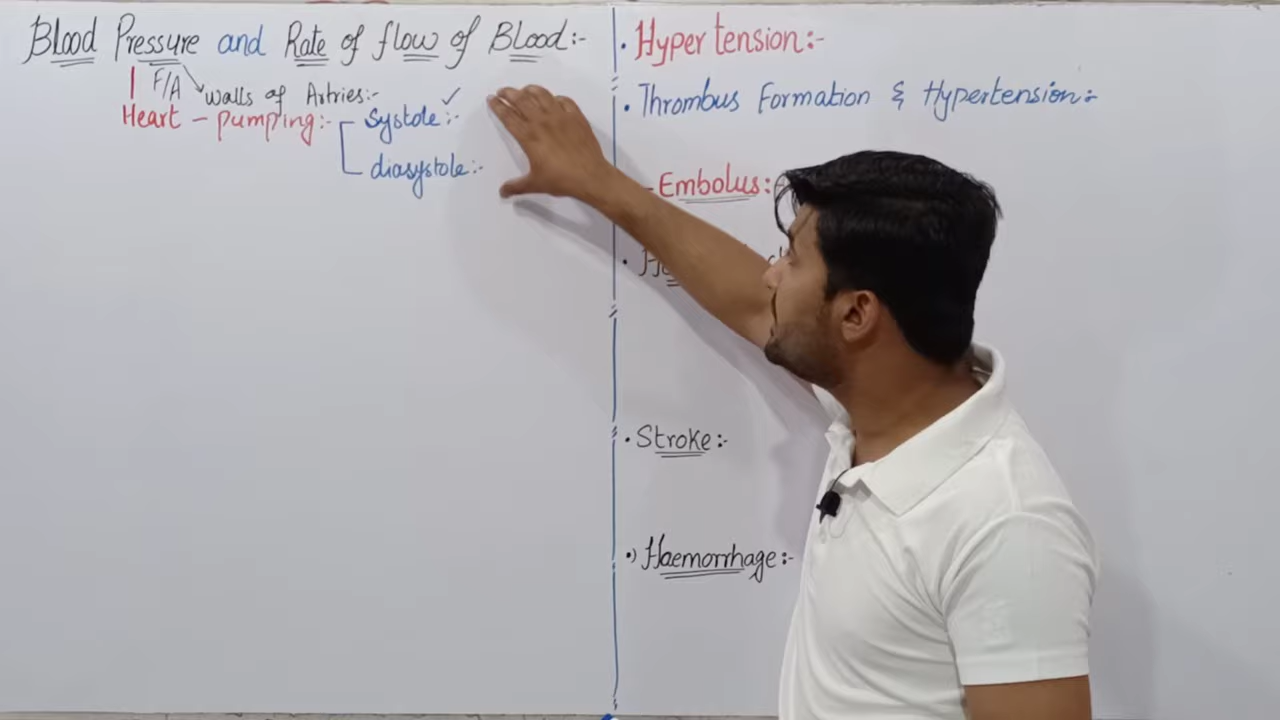 Blood Pressure and Rate of flow of Blood:-
F/A walls of Artries:-
Heart - pumping:- Systole:- ✓
diasystole:-
• Hypertension:-
• Thrombus Formation & Hypertension:-
- Embolus:-
• Stroke:-
•) Haemorrhage:-